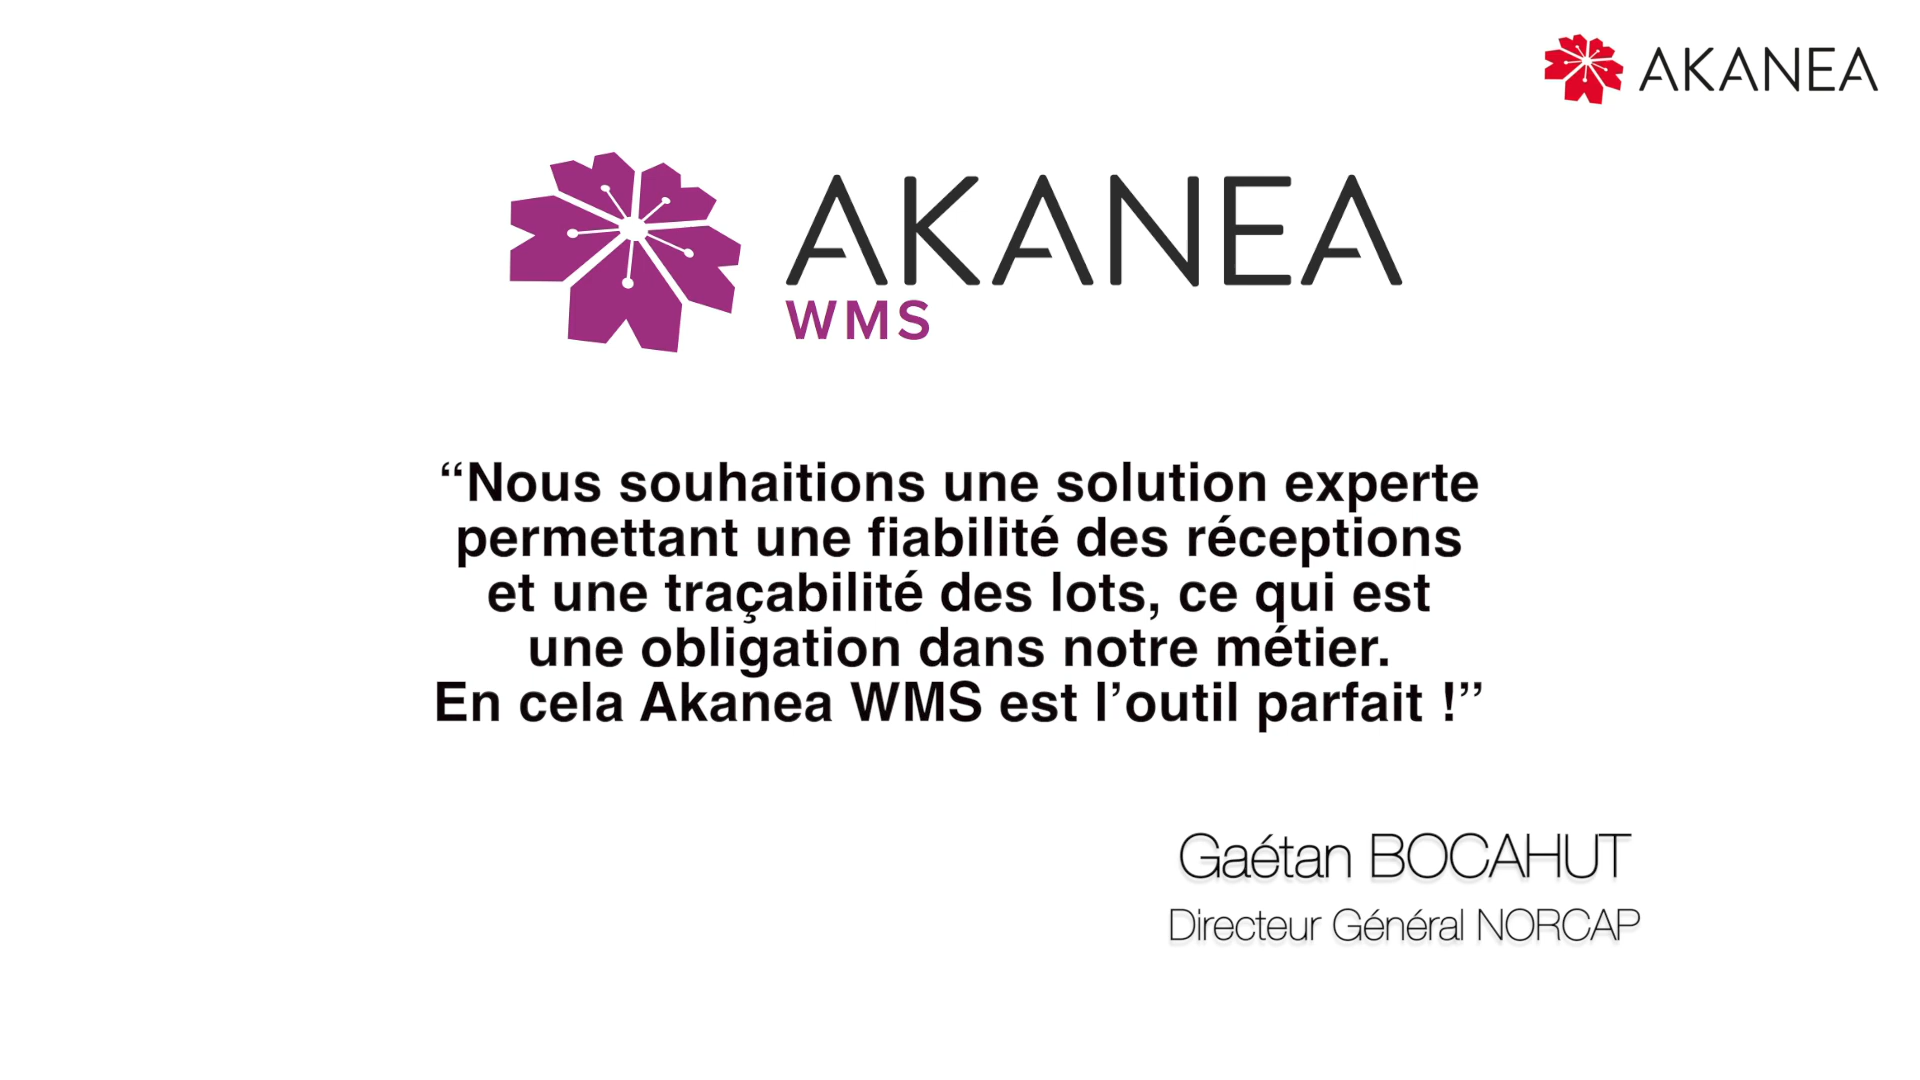 AKANEA
AKANEA
WMS
“Nous souhaitions une solution experte
permettant une fiabilité des réceptions
et une traçabilité des lots, ce qui est
une obligation dans notre métier.
En cela Akanea WMS est l’outil parfait !”
Gaétan BOCAHUT
Directeur Général NORCAP